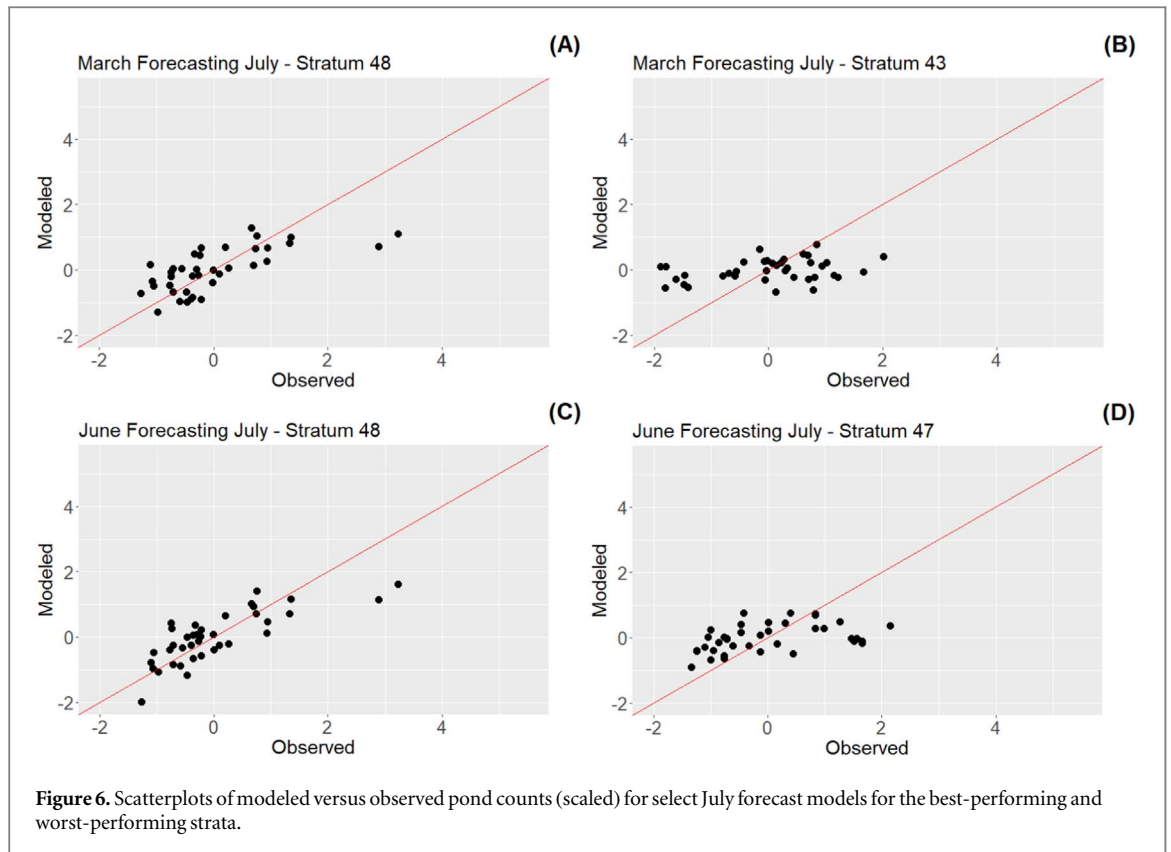 (A)
March Forecasting July - Stratum 48
4
2
0
-2
Modeled
-2 0 2 4
Observed
(B)
March Forecasting July - Stratum 43
4
2
0
-2
Modeled
-2 0 2 4
Observed
(C)
June Forecasting July - Stratum 48
4
2
0
-2
Modeled
-2 0 2 4
Observed
(D)
June Forecasting July - Stratum 47
4
2
0
-2
Modeled
-2 0 2 4
Observed
Figure 6. Scatterplots of modeled versus observed pond counts (scaled) for select July forecast models for the best-performing and
worst-performing strata.